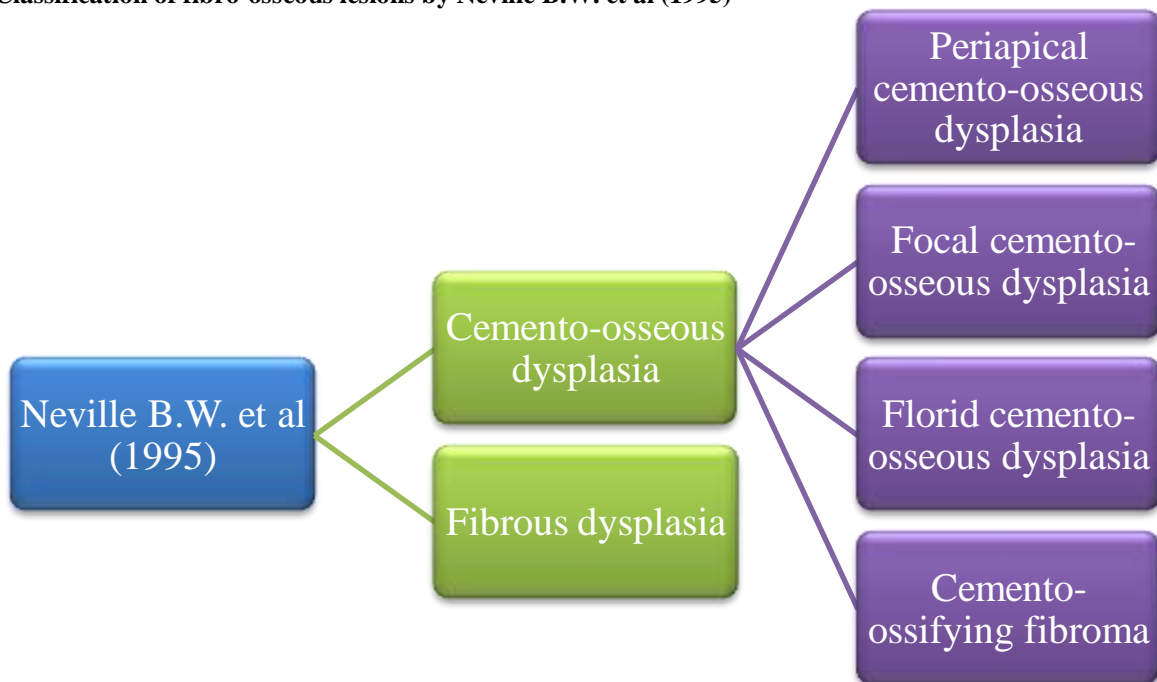 Classification of fibro-osseous lesions by Neville B.W. et al (1995)
Neville B.W. et al
(1995)
Cemento-osseous
dysplasia
Fibrous dysplasia
Periapical
cemento-osseous
dysplasia
Focal cemento-
osseous dysplasia
Florid cemento-
osseous dysplasia
Cemento-
ossifying fibroma